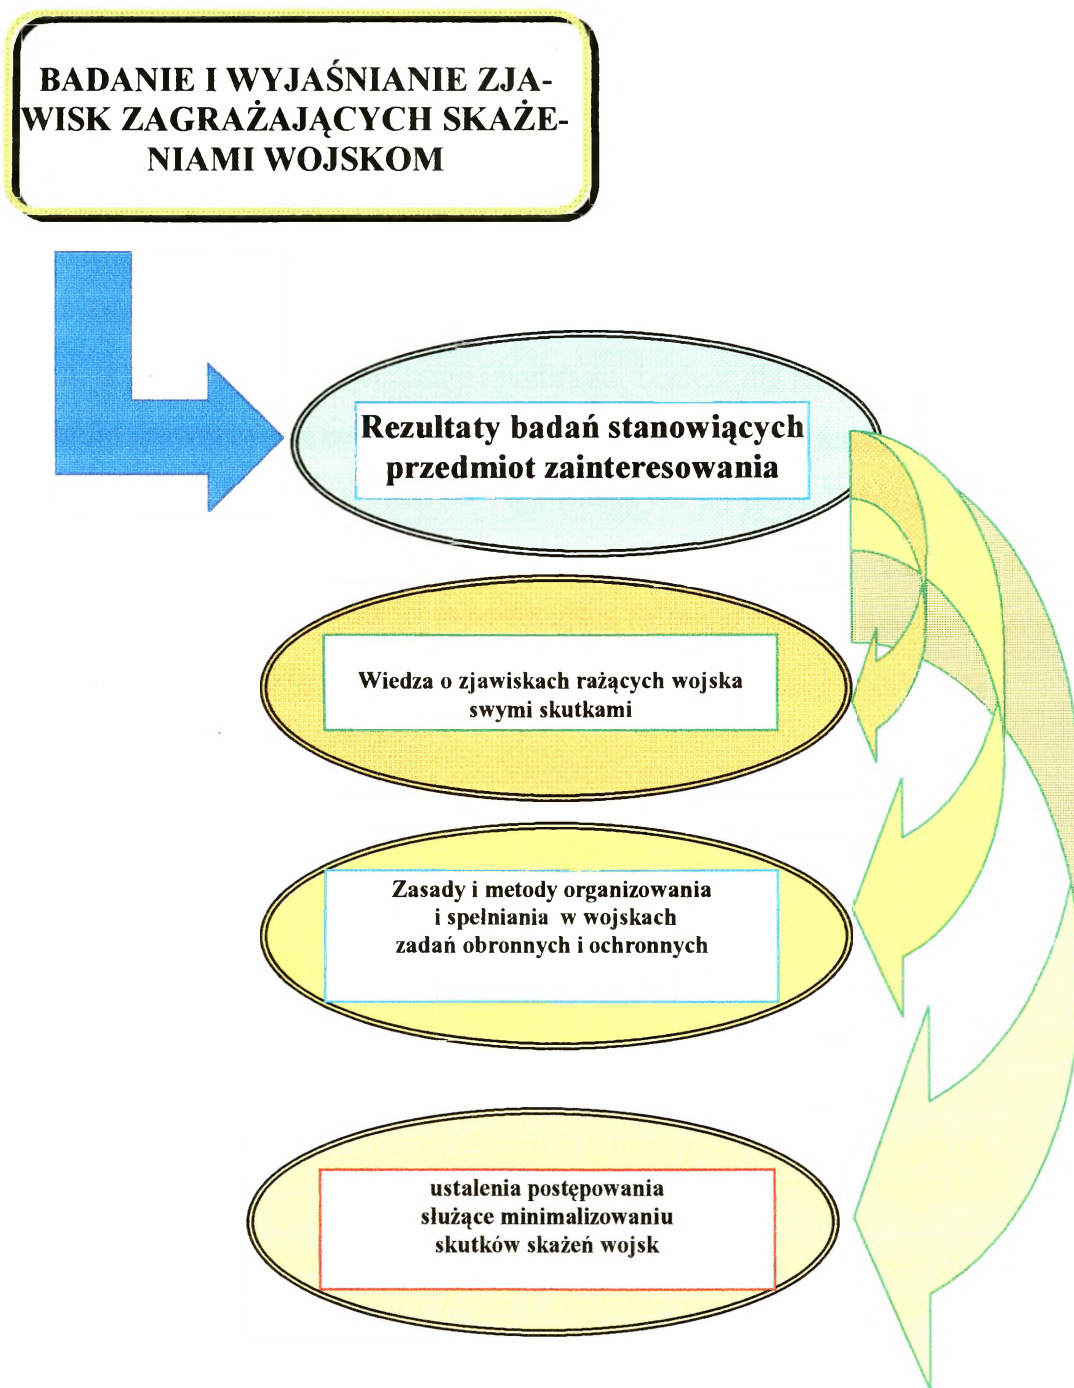 BADANIE I WYJAŚNIANIE ZJA-
WISK ZAGRAŻAJĄCYCH SKAŻE-
NIAMI WOJSKOM
Rezultaty badań stanowiących
przedmiot zainteresowania
Wiedza o zjawiskach rażących wojska
swymi skutkami
Zasady i metody organizowania
i spełniania w wojskach
zadań obronnych i ochronnych
ustalenia postępowania
służące minimalizowaniu
skutków skażeń wojsk